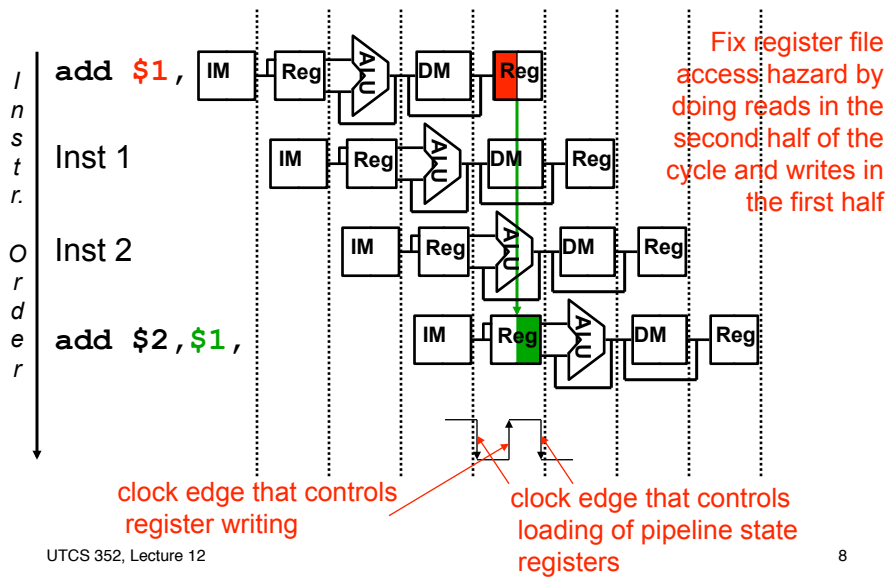 Fix register file
access hazard by
doing reads in the
second half of the
cycle and writes in
the first half
Instr. Order
add $1, IM Reg ALU DM Reg
Inst 1 IM Reg ALU DM Reg
Inst 2 IM Reg ALU DM Reg
add $2,$1, IM Reg ALU DM Reg
clock edge that controls
register writing
clock edge that controls
loading of pipeline state
registers
UTCS 352, Lecture 12
8